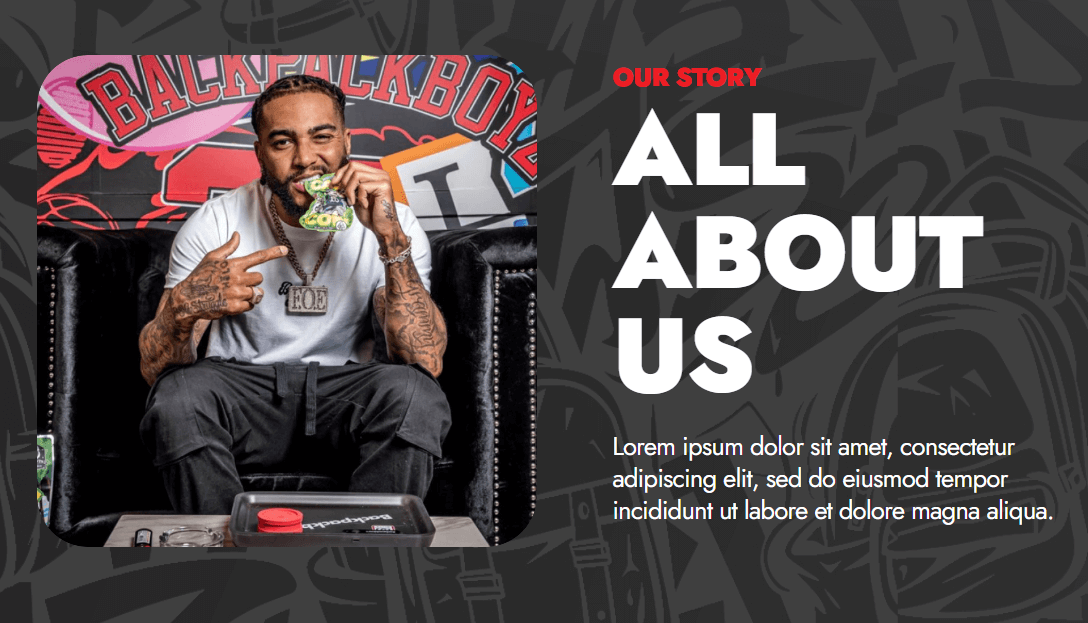 BACKPACKBOYZ
OUR STORY
ALL
ABOUT
US
FOE
Lorem ipsum dolor sit amet, consectetur
adipiscing elit, sed do eiusmod tempor
incididunt ut labore et dolore magna aliqua.